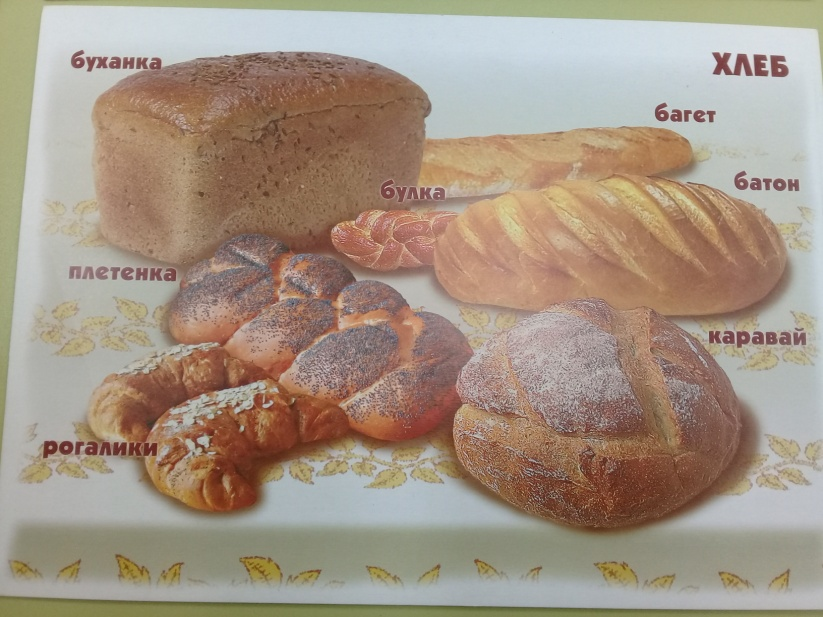 ХЛЕБ
буханка
багет
батон
булка
плетенка
каравай
рогалики